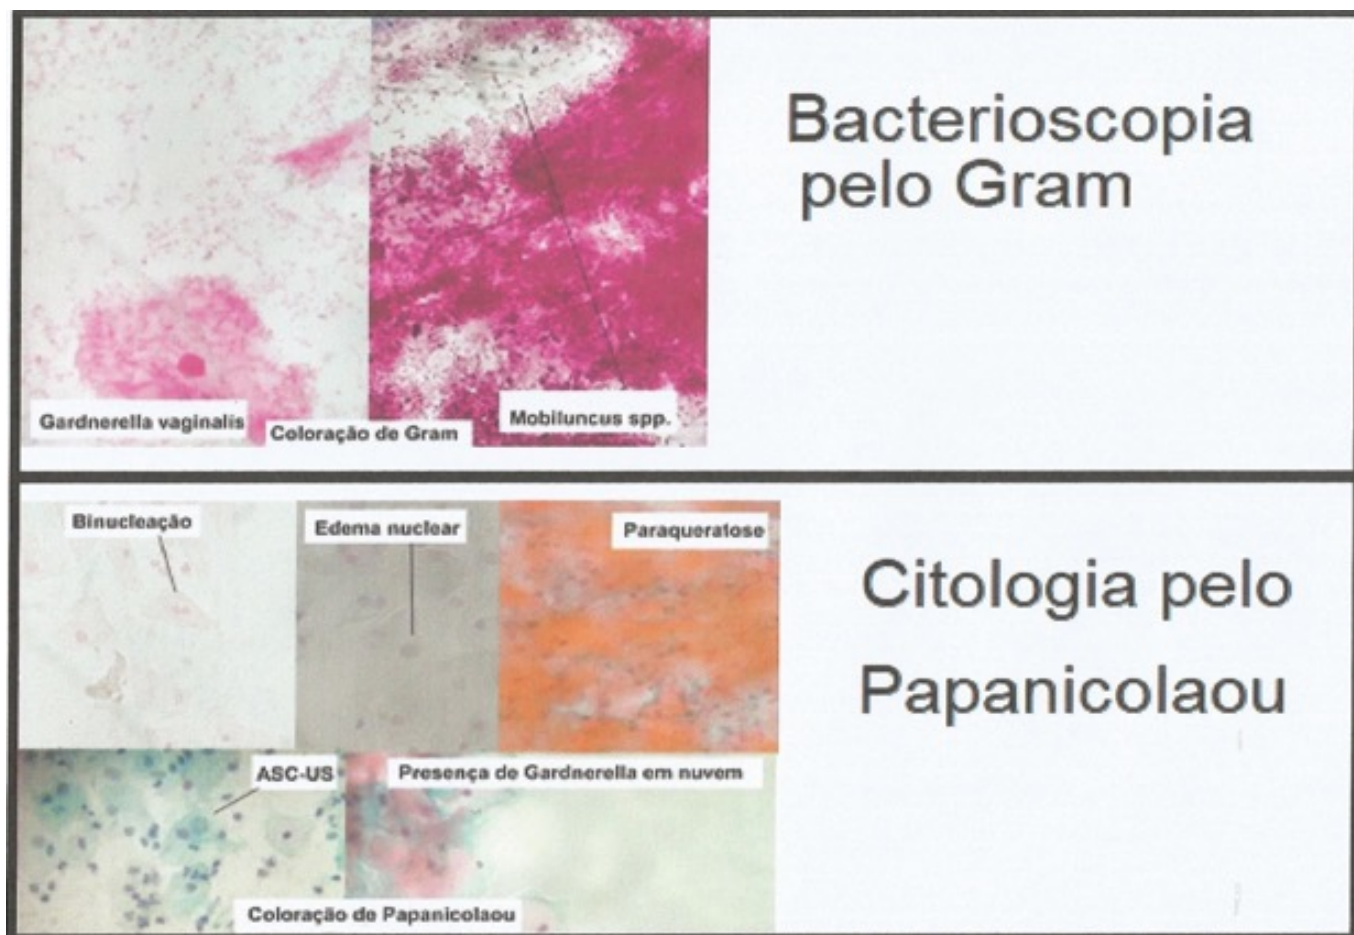 Bacterioscopia
pelo Gram
Gardnerella vaginalis
Coloração de Gram
Mobiluncus spp.
Binucleação
Edema nuclear
Paraqueratose
Citologia pelo
Papanicolaou
ASC-US
Presença de Gardnerella em nuvem
Coloração de Papanicolaou